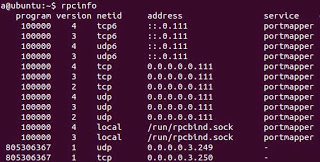 a@ubuntu:~$ rpcinfo
program version netid address service
100000 4 tcp6 ::.0.111 portmapper
100000 3 tcp6 ::.0.111 portmapper
100000 4 udp6 ::.0.111 portmapper
100000 3 udp6 ::.0.111 portmapper
100000 4 tcp 0.0.0.0.0.111 portmapper
100000 3 tcp 0.0.0.0.0.111 portmapper
100000 2 tcp 0.0.0.0.0.111 portmapper
100000 4 udp 0.0.0.0.0.111 portmapper
100000 3 udp 0.0.0.0.0.111 portmapper
100000 2 udp 0.0.0.0.0.111 portmapper
100000 4 local /run/rpcbind.sock portmapper
100000 3 local /run/rpcbind.sock portmapper
805306367 1 udp 0.0.0.0.3.249 -
805306367 1 tcp 0.0.0.0.3.250 -